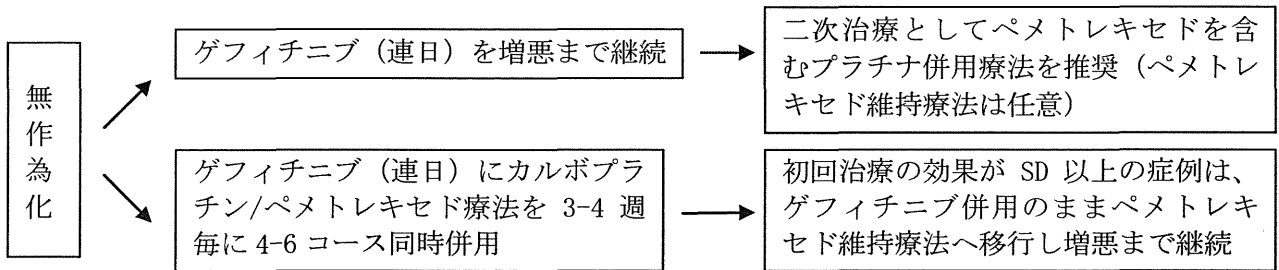 無作為化
ゲフィチニブ（連日）を増悪まで継続
二次治療としてペメトレキセドを含
むプラチナ併用療法を推奨（ペメトレ
キセド維持療法は任意）
ゲフィチニブ（連日）にカルボプラ
チン/ペメトレキセド療法を 3-4 週
毎に 4-6 コース同時併用
初回治療の効果が SD 以上の症例は、
ゲフィチニブ併用のままペメトレキ
セド維持療法へ移行し増悪まで継続